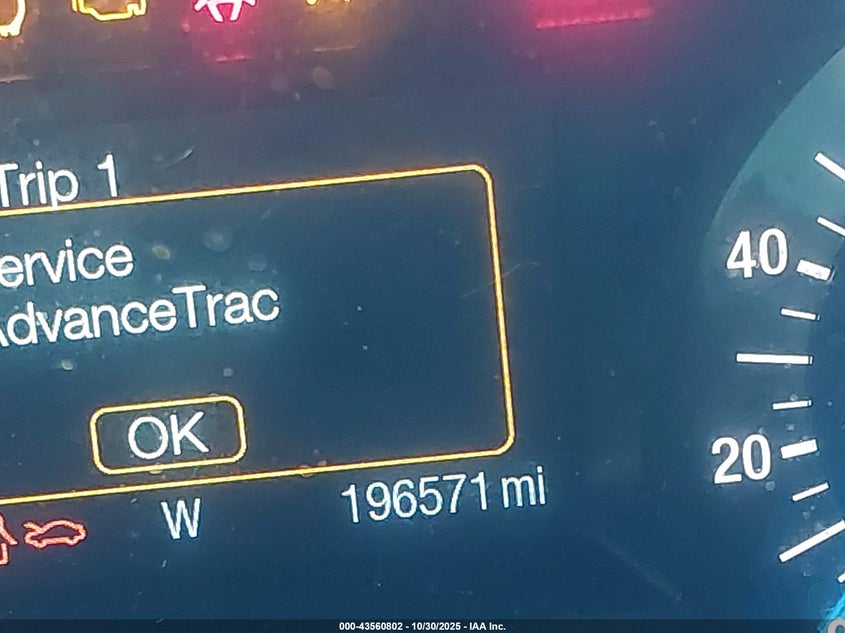 Trip 1
ervice
AdvanceTrac
OK
W
196571 mi
40
20
000-43560802 - 10/30/2025 - IAA Inc.